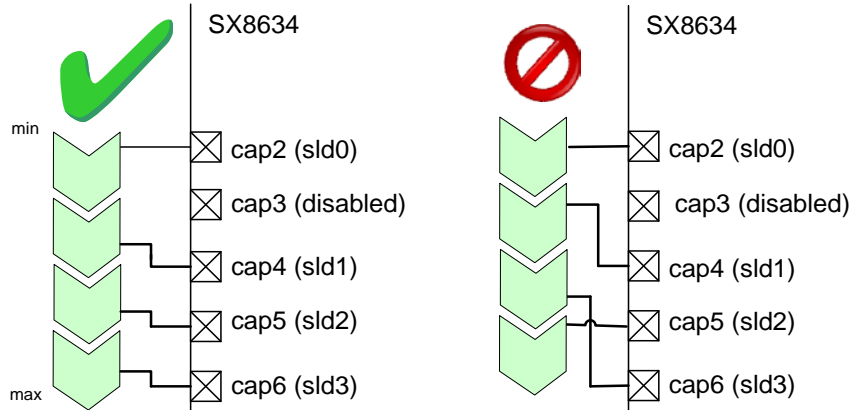 SX8634
min
cap2 (sld0)
cap3 (disabled)
cap4 (sld1)
cap5 (sld2)
cap6 (sld3)
max
SX8634
cap2 (sld0)
cap3 (disabled)
cap4 (sld1)
cap5 (sld2)
cap6 (sld3)